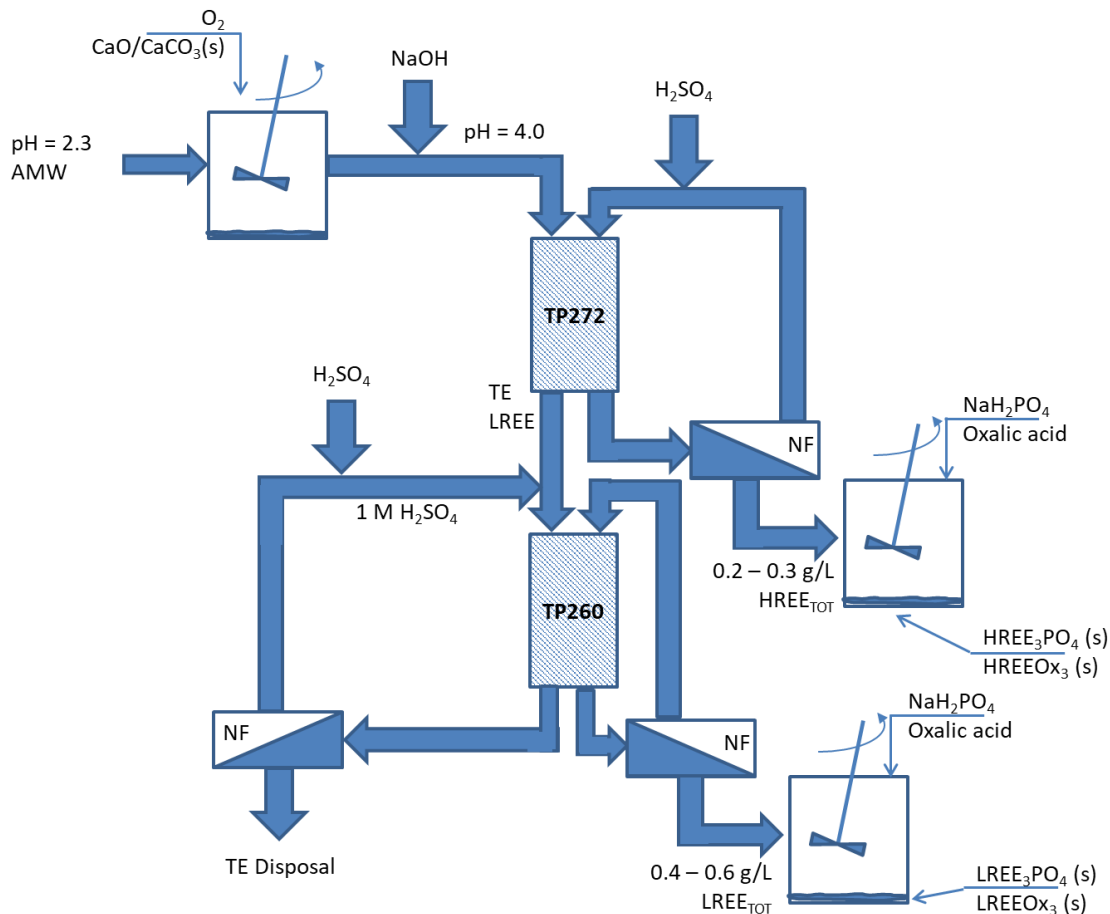 O₂
CaO/CaCO₃(s)
NaOH
H₂SO₄
pH = 2.3
AMW
pH = 4.0
TP272
H₂SO₄
TE
LREE
NF
NaH₂PO₄
Oxalic acid
1 M H₂SO₄
0.2 – 0.3 g/L
HREE_TOT
TP260
HREE₃PO₄ (s)
HREEOx₃ (s)
NF
NF
NaH₂PO₄
Oxalic acid
TE Disposal
0.4 – 0.6 g/L
LREE_TOT
LREE₃PO₄ (s)
LREEOx₃ (s)